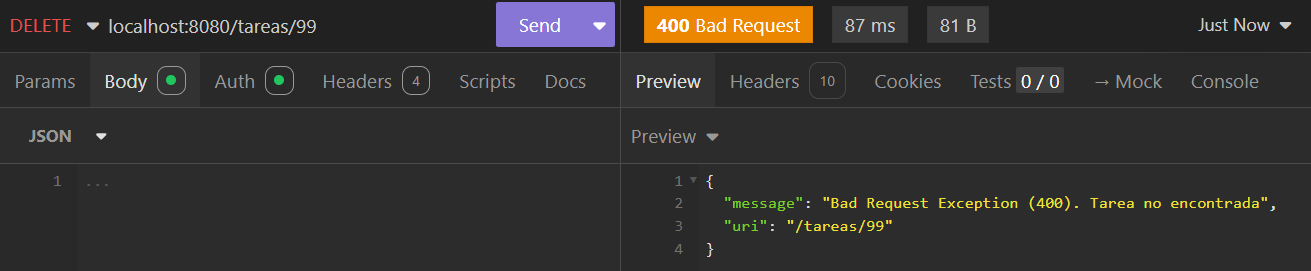 DELETE localhost:8080/tareas/99 Send 400 Bad Request 87 ms 81 B Just Now
Params Body Auth Headers 4 Scripts Docs Preview Headers 10 Cookies Tests 0 / 0 → Mock Console
JSON Preview
1 ...
1 {
2 "message": "Bad Request Exception (400). Tarea no encontrada",
3 "uri": "/tareas/99"
4 }